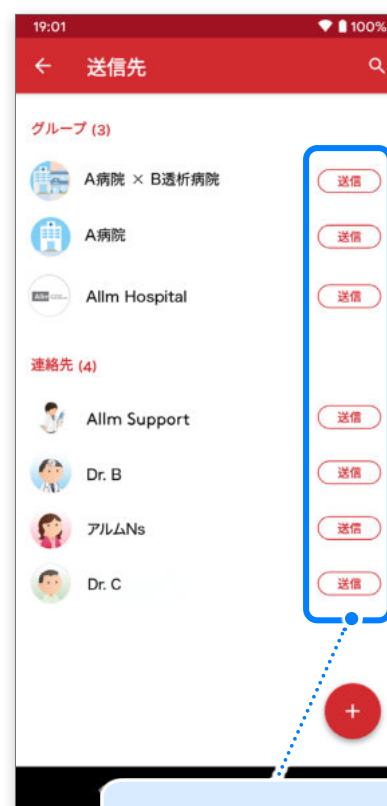 19:01 100%
送信先
グループ (3)
A病院 × B透析病院 送信
A病院 送信
Allm Hospital 送信
連絡先 (4)
Allm Support 送信
Dr. B 送信
アルムNs 送信
Dr. C 送信
+